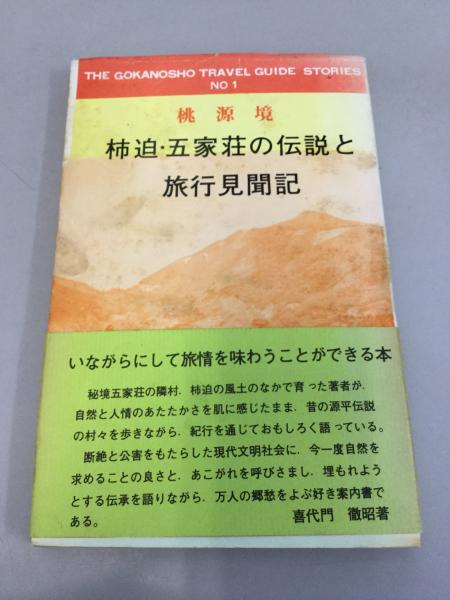 THE GOKANOSHO TRAVEL GUIDE STORIES
NO 1
桃源境
柿迫・五家荘の伝説と
旅行見聞記
いながらにして旅情を味わうことができる本
秘境五家荘の隣村，柿迫の風土のなかで育った著者が，
自然と人情のあたたかさを肌に感じたまま，昔の源平伝説
の村々を歩きながら，紀行を通じておもしろく語っている。
断絶と公害をもたらした現代文明社会に，今一度自然を
求めることの良さと，あこがれを呼びさまし，埋もれよう
とする伝承を語りながら，万人の郷愁をよぶ好き案内書で
ある。
喜代門　徹昭著